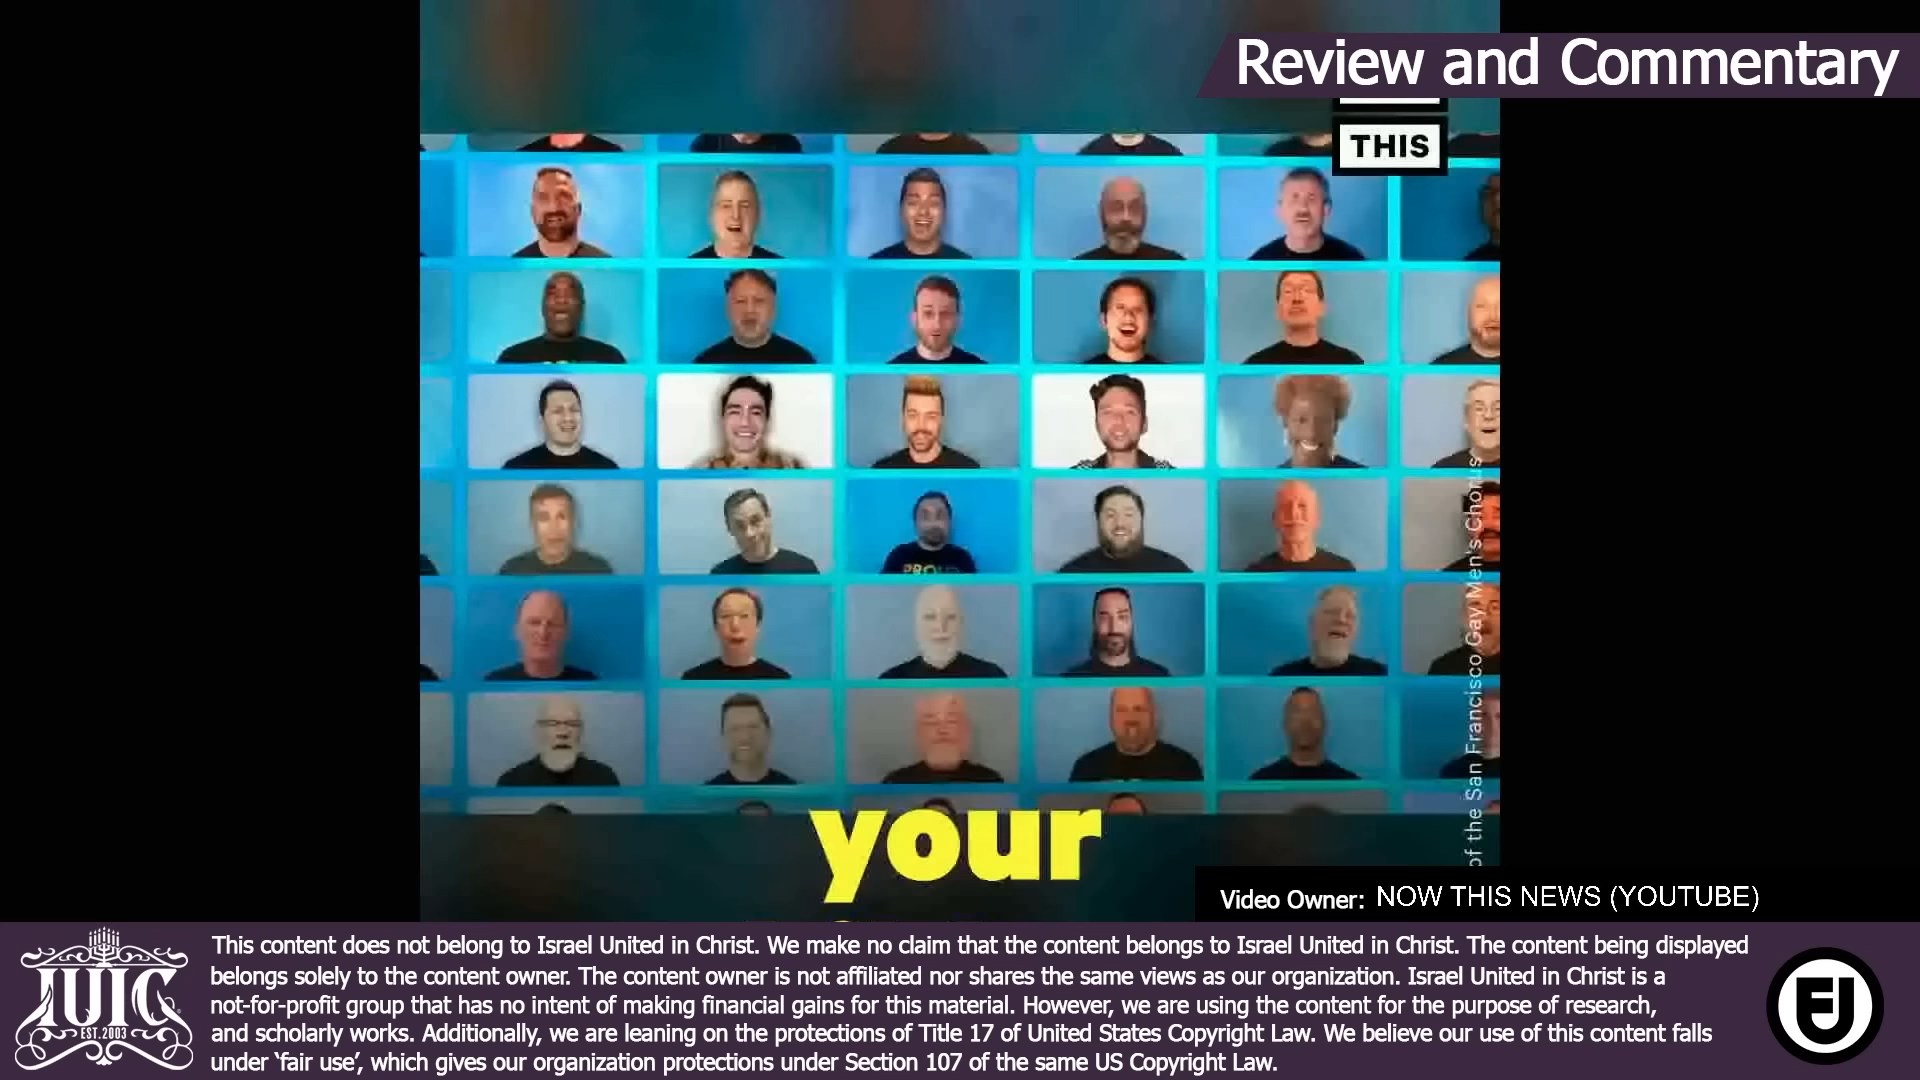 Review and Commentary
THIS
PROUD
of the San Francisco Gay Men's Chorus
your
Video Owner: NOW THIS NEWS (YOUTUBE)
This content does not belong to Israel United in Christ. We make no claim that the content belongs to Israel United in Christ. The content being displayed
belongs solely to the content owner. The content owner is not affiliated nor shares the same views as our organization. Israel United in Christ is a
not-for-profit group that has no intent of making financial gains for this material. However, we are using the content for the purpose of research,
and scholarly works. Additionally, we are leaning on the protections of Title 17 of United States Copyright Law. We believe our use of this content falls
under ‘fair use’, which gives our organization protections under Section 107 of the same US Copyright Law.
IUIC
EST. 2003